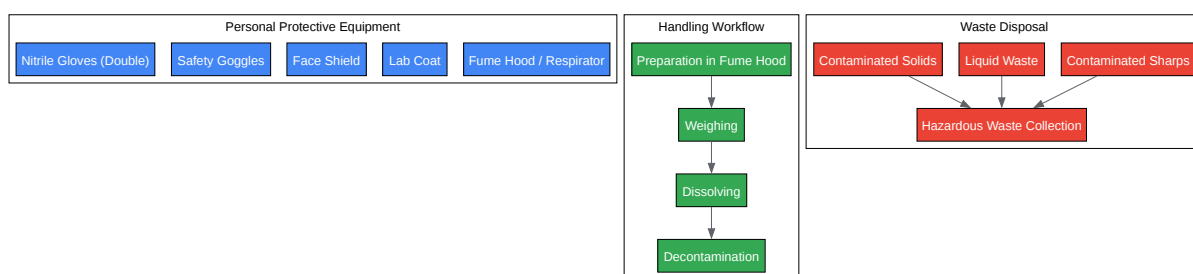 Personal Protective Equipment
Nitrile Gloves (Double)
Safety Goggles
Face Shield
Lab Coat
Fume Hood / Respirator
Handling Workflow
Preparation in Fume Hood
Weighing
Dissolving
Decontamination
Waste Disposal
Contaminated Solids
Liquid Waste
Contaminated Sharps
Hazardous Waste Collection